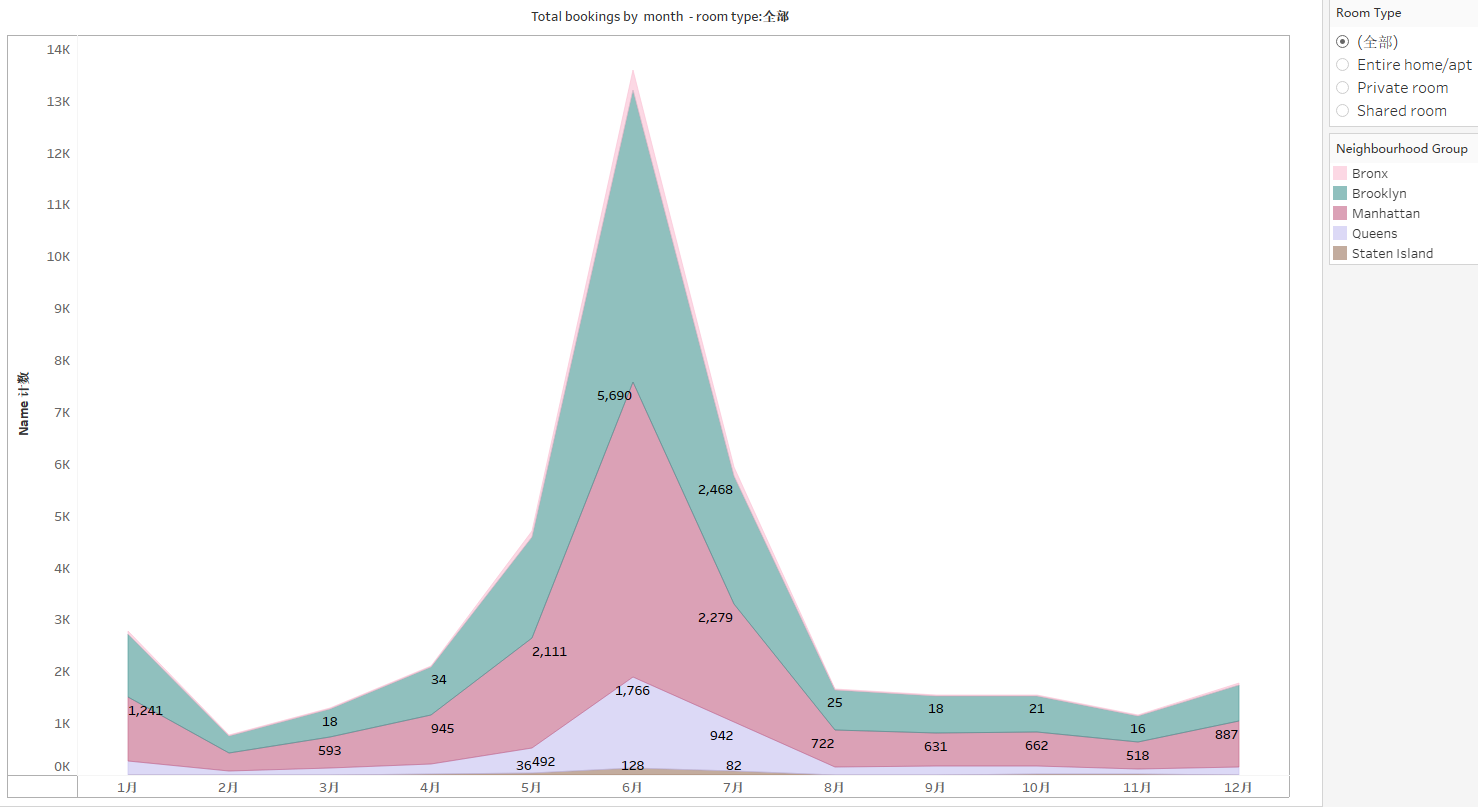 Total bookings by month - room type:全部
Name 计数
14K
13K
12K
11K
10K
9K
8K
7K
6K
5K
4K
3K
2K
1K
0K
5,690
2,468
2,279
2,111
1,766
34
25
1,241
18
18
21
945
942
722
887
593
631
662
16
518
36
492
128
82
1月
2月
3月
4月
5月
6月
7月
8月
9月
10月
11月
12月
Room Type
(全部)
Entire home/apt
Private room
Shared room
Neighbourhood Group
Bronx
Brooklyn
Manhattan
Queens
Staten Island